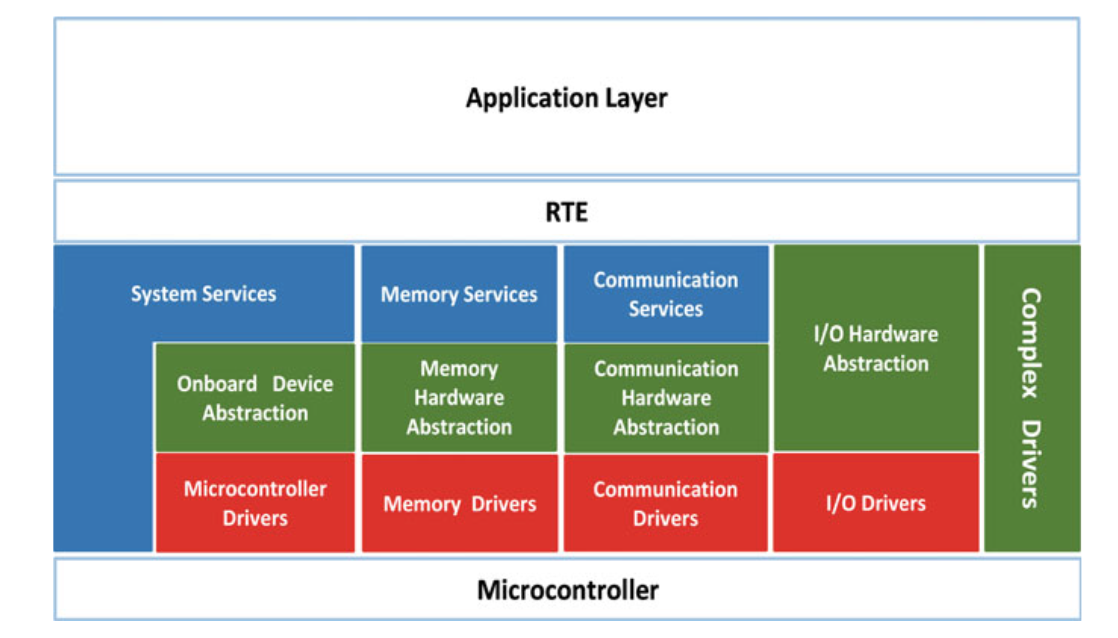 Application Layer
RTE
System Services
Memory Services
Communication
Services
I/O Hardware
Abstraction
Complex Drivers
Onboard Device
Abstraction
Memory
Hardware
Abstraction
Communication
Hardware
Abstraction
Microcontroller
Drivers
Memory Drivers
Communication
Drivers
I/O Drivers
Microcontroller